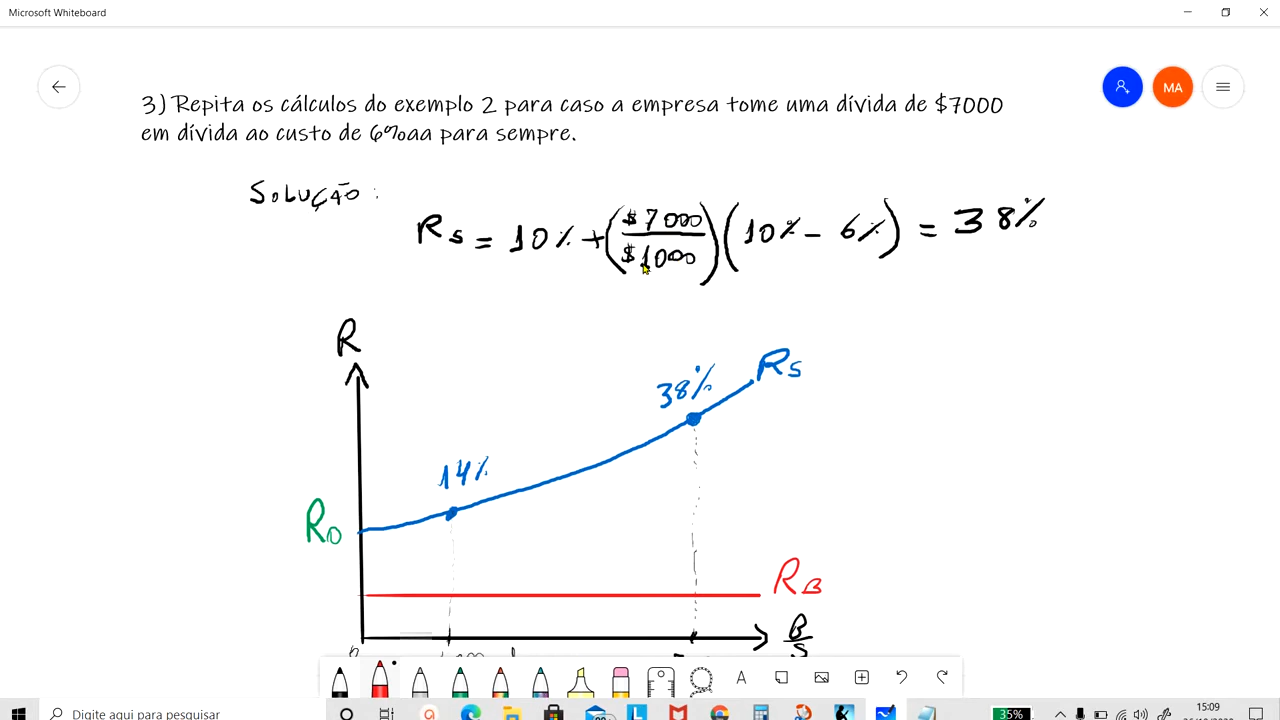 Microsoft Whiteboard
MA
3) Repita os cálculos do exemplo 2 para caso a empresa tome uma dívida de $7000
em dívida ao custo de 6%aa para sempre.
SOLUÇÃO:
RS = 10% + ($7000/$1000)(10% - 6%) = 38%
R
RS
38%
14%
R0
RB
B/S
A
Digite aqui para pesquisar
35%
15:09